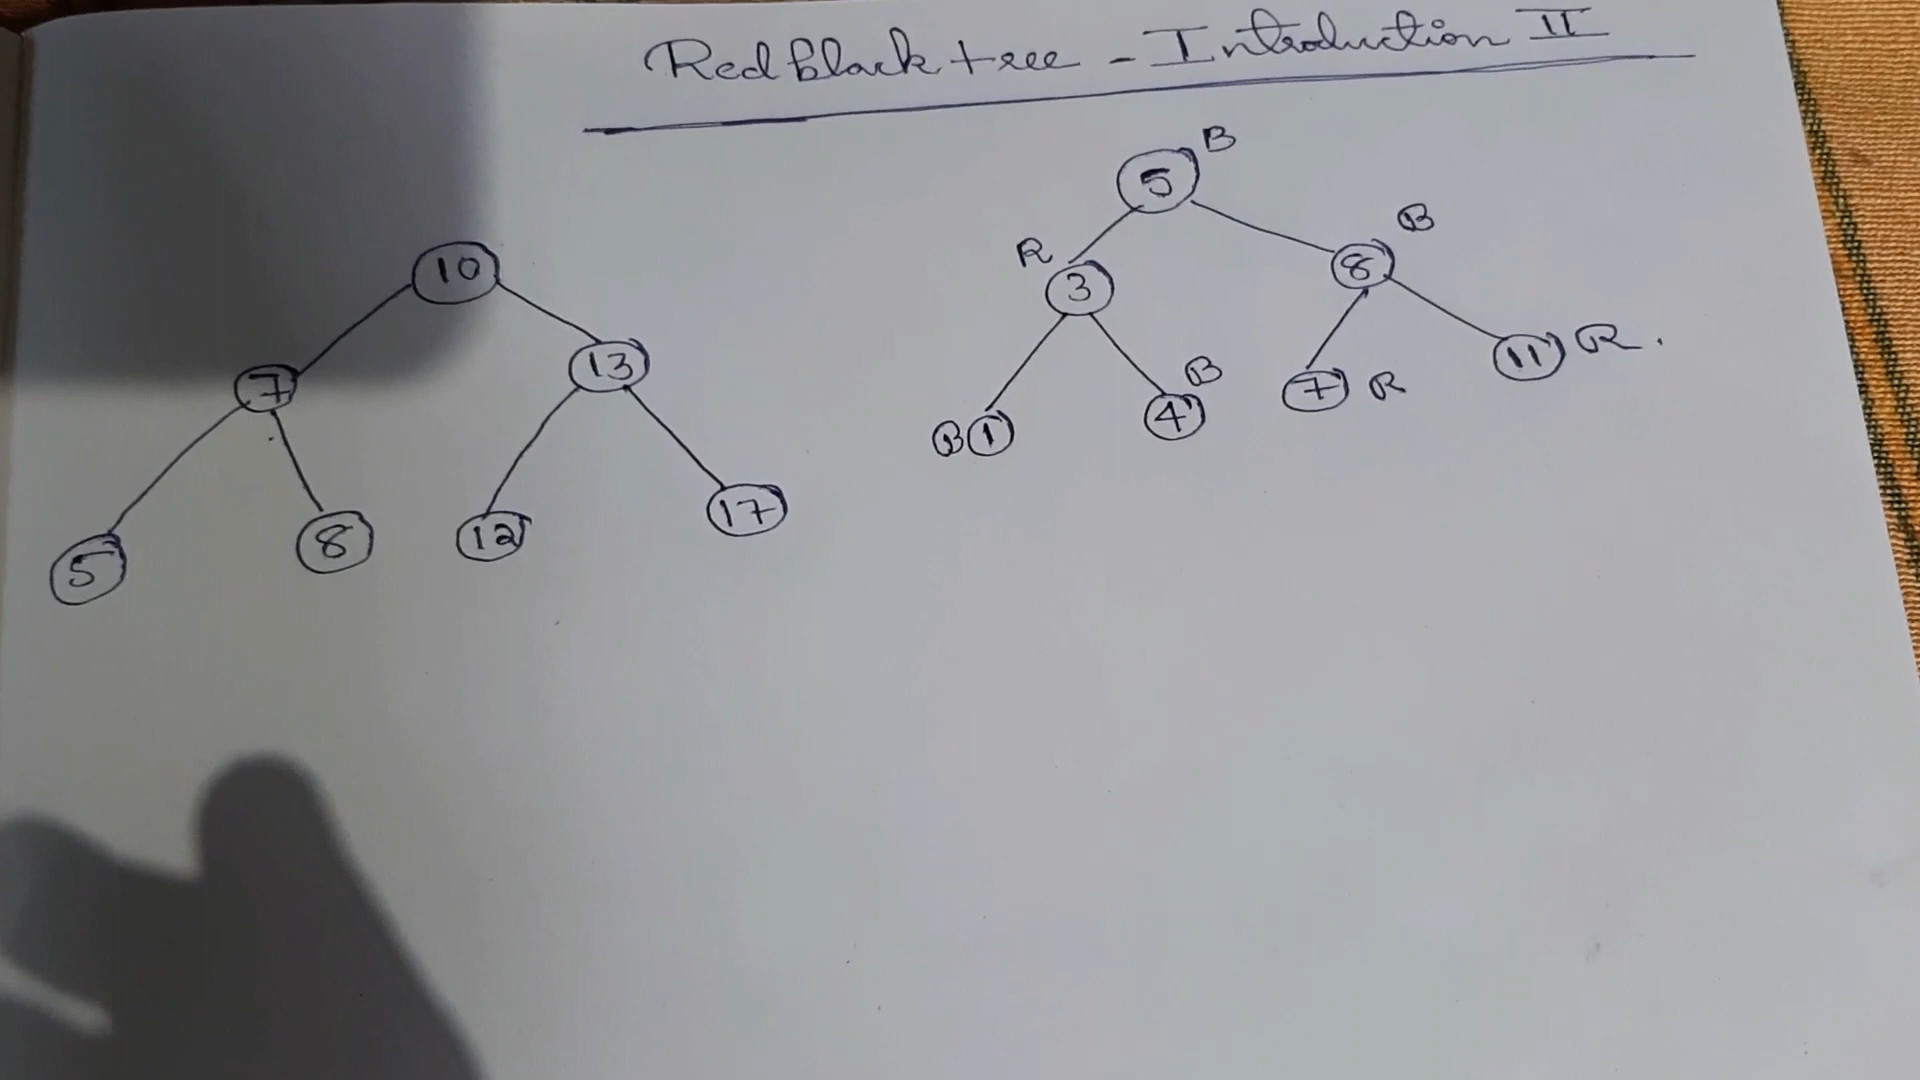 Red black tree - Introduction II
5 B
R 3
8 B
B 1
4 B
7 R
11 R.
10
7
13
5
8
12
17